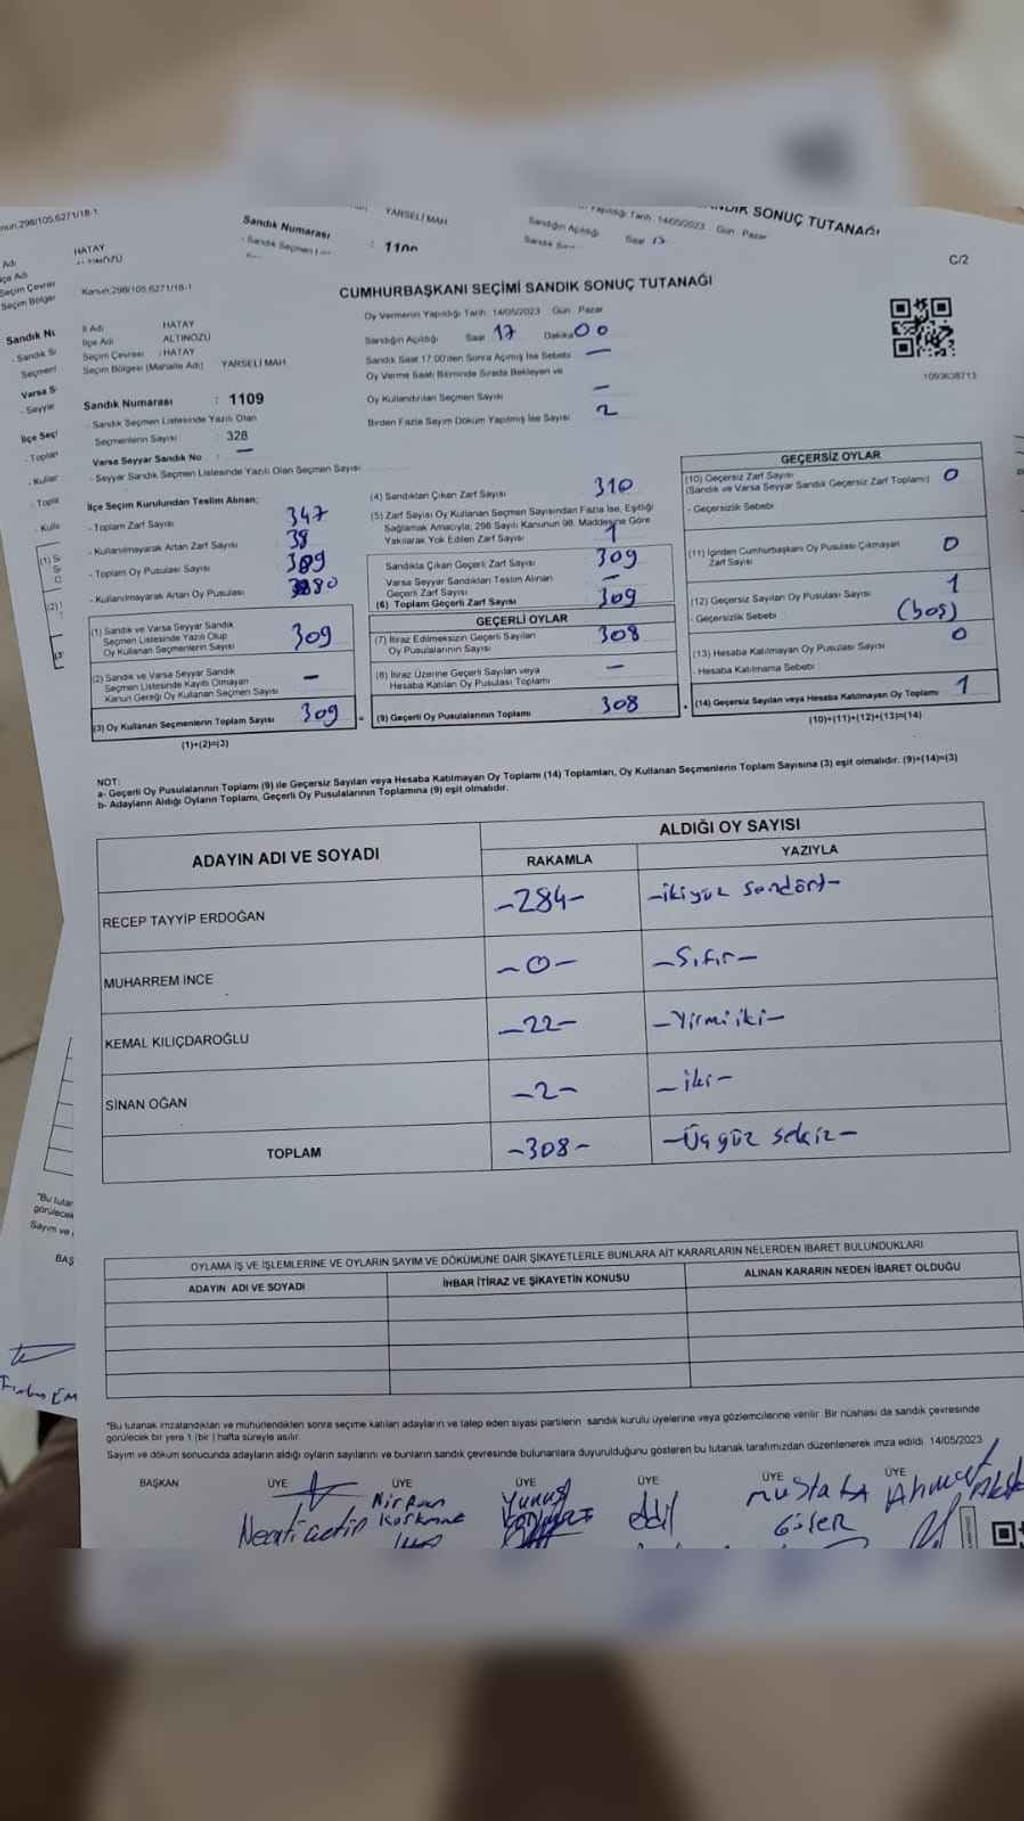 HATAY
Sandık Numarası
YARSELİ MAH
SONUÇ TUTANAĞI
C/2
Kanun:298/105,6271/18-1
CUMHURBAŞKANI SEÇİMİ SANDIK SONUÇ TUTANAĞI
1093638713
İl Adı HATAY
İlçe Adı ALTINÖZÜ
Seçim Çevresi : HATAY
Seçim Bölgesi (Mahalle Adı) YARSELİ MAH
Sandık Numarası : 1109
- Sandık Seçmen Listesinde Yazılı Olan
Seçmenlerin Sayısı : 328
Varsa Seyyar Sandık No : —
- Seyyar Sandık Seçmen Listesinde Yazılı Olan Seçmen Sayısı
Oy Vermenin Yapıldığı Tarih: 14/05/2023 Gün: Pazar
Sandığın Açıldığı Saat 17 Dakika 00
Sandık Saat 17.00'den Sonra Açılmış İse Sebebi —
Oy Verme Saati Bitiminde Sırada Bekleyen ve
Oy Kullandırılan Seçmen Sayısı —
Birden Fazla Sayım Döküm Yapılmış İse Sayısı 2
İlçe Seçim Kurulundan Teslim Alınan;
- Toplam Zarf Sayısı 347
- Kullanılmayarak Artan Zarf Sayısı 38
- Toplam Oy Pusulası Sayısı 389
- Kullanılmayarak Artan Oy Pusulası 80
(1) Sandık ve Varsa Seyyar Sandık
Seçmen Listesinde Yazılı Olup
Oy Kullanan Seçmenlerin Sayısı 309
(2) Sandık ve Varsa Seyyar Sandık
Seçmen Listesinde Kayıtlı Olmayan
Kanun Gereği Oy Kullanan Seçmen Sayısı -
(3) Oy Kullanan Seçmenlerin Toplam Sayısı 309
(1)+(2)=(3)
(4) Sandıktan Çıkan Zarf Sayısı 310
(5) Zarf Sayısı Oy Kullanan Seçmen Sayısından Fazla İse, Eşitliği
Sağlamak Amacıyla; 298 Sayılı Kanunun 98. Maddesine Göre
Yakılarak Yok Edilen Zarf Sayısı 1
Sandıkta Çıkan Geçerli Zarf Sayısı 309
Varsa Seyyar Sandıktan Teslim Alınan
Geçerli Zarf Sayısı —
(6) Toplam Geçerli Zarf Sayısı 309
GEÇERLİ OYLAR
(7) İtiraz Edilmeksizin Geçerli Sayılan
Oy Pusulalarının Sayısı 308
(8) İtiraz Üzerine Geçerli Sayılan veya
Hesaba Katılan Oy Pusulası Toplamı —
(9) Geçerli Oy Pusulalarının Toplamı 308
GEÇERSİZ OYLAR
(10) Geçersiz Zarf Sayısı
(Sandık ve Varsa Seyyar Sandık Geçersiz Zarf Toplamı) 0
- Geçersizlik Sebebi
(11) İçinden Cumhurbaşkanı Oy Pusulası Çıkmayan
Zarf Sayısı 0
(12) Geçersiz Sayılan Oy Pusulası Sayısı 1
- Geçersizlik Sebebi (boş)
(13) Hesaba Katılmayan Oy Pusulası Sayısı 0
- Hesaba Katılmama Sebebi
(14) Geçersiz Sayılan veya Hesaba Katılmayan Oy Toplamı 1
(10)+(11)+(12)+(13)=(14)
NOT:
a- Geçerli Oy Pusulalarının Toplamı (9) ile Geçersiz Sayılan veya Hesaba Katılmayan Oy Toplamı (14) Toplamları, Oy Kullanan Seçmenlerin Toplam Sayısına (3) eşit olmalıdır. (9)+(14)=(3)
b- Adayların Aldığı Oyların Toplamı, Geçerli Oy Pusulalarının Toplamına (9) eşit olmalıdır.
ADAYIN ADI VE SOYADI
ALDIĞI OY SAYISI
RAKAMLA YAZIYLA
RECEP TAYYİP ERDOĞAN -284- -ikiyüz sendört-
MUHARREM İNCE -0- -Sıfır-
KEMAL KILIÇDAROĞLU -22- -Yirmiiki-
SİNAN OĞAN -2- -iki-
TOPLAM -308- -Üçyüz sekiz-
OYLAMA İŞ VE İŞLEMLERİNE VE OYLARIN SAYIM VE DÖKÜMÜNE DAİR ŞİKAYETLERLE BUNLARA AİT KARARLARIN NELERDEN İBARET BULUNDUKLARI
ADAYIN ADI VE SOYADI İHBAR İTİRAZ VE ŞİKAYETİN KONUSU ALINAN KARARIN NEDEN İBARET OLDUĞU
*Bu tutanak imzalandıktan ve mühürlendikten sonra seçime katılan adayların ve talep eden siyasi partilerin sandık kurulu üyelerine veya gözlemcilerine verilir. Bir nüshası da sandık çevresinde
görülecek bir yere 1 (bir) hafta süreyle asılır.
Sayım ve döküm sonucunda adayların aldığı oyların sayılarını ve bunların sandık çevresinde bulunanlara duyurulduğunu gösteren bu tutanak tarafımızdan düzenlenerek imza edildi. 14/05/2023
BAŞKAN ÜYE ÜYE ÜYE ÜYE ÜYE ÜYE
Necati Çetin Korkmaz Yunus Adil Mustafa Güler Ahmet